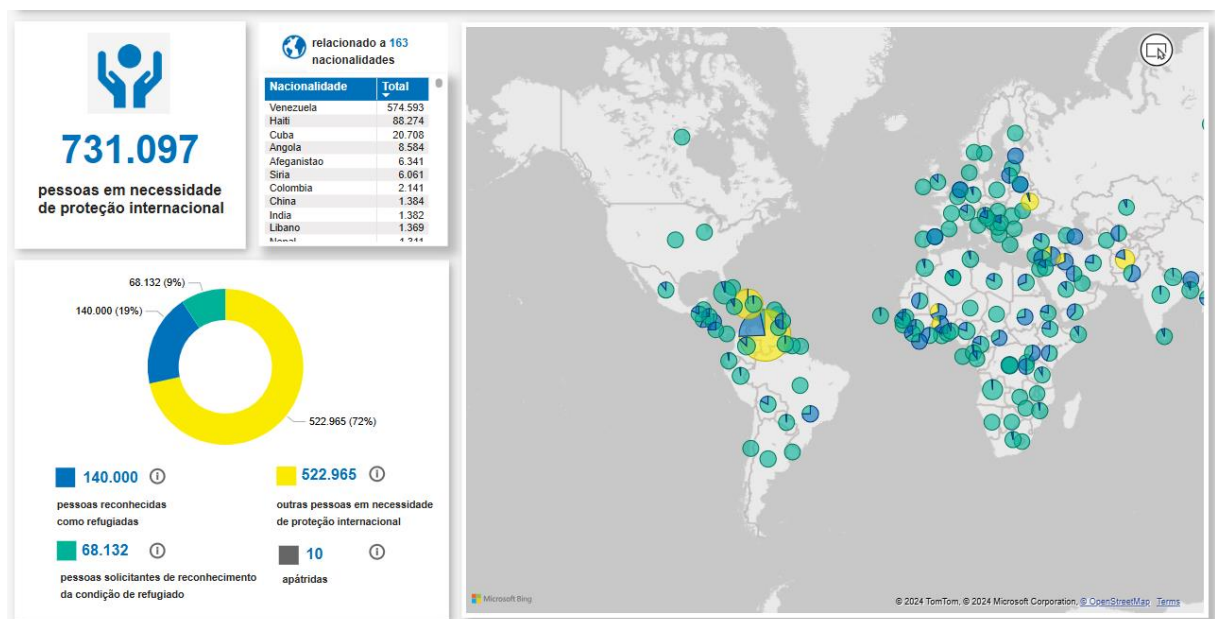 731.097
pessoas em necessidade
de proteção internacional
relacionado a 163
nacionalidades
Nacionalidade Total
Venezuela 574.593
Haiti 88.274
Cuba 20.708
Angola 8.584
Afeganistao 6.341
Siria 6.061
Colombia 2.141
China 1.384
India 1.382
Libano 1.369
68.132 (9%)
140.000 (19%)
522.965 (72%)
140.000
pessoas reconhecidas
como refugiadas
522.965
outras pessoas em necessidade
de proteção internacional
68.132
pessoas solicitantes de reconhecimento
da condição de refugiado
10
apátridas
Microsoft Bing
© 2024 TomTom, © 2024 Microsoft Corporation, © OpenStreetMap Terms